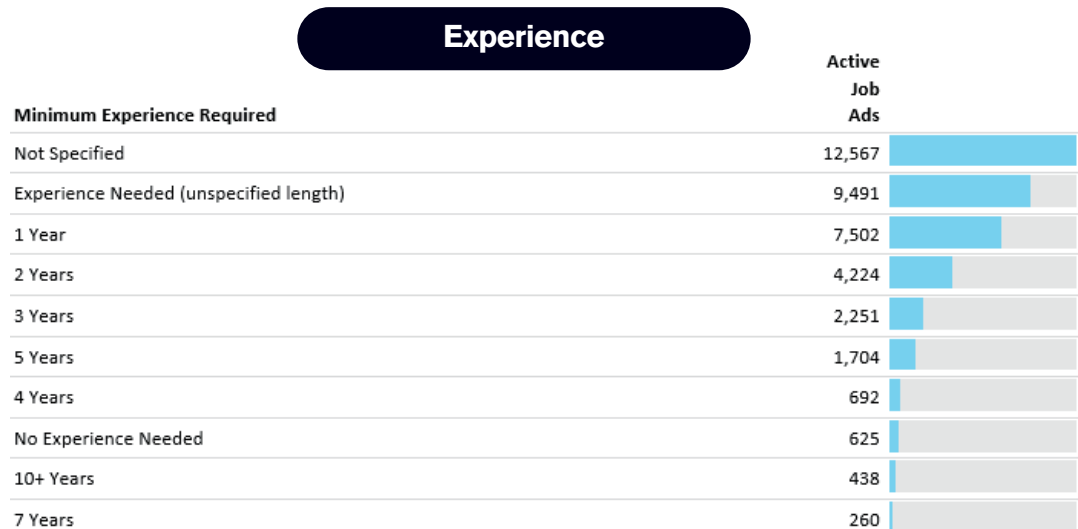 Experience
Active
Job
Minimum Experience Required Ads
Not Specified 12,567
Experience Needed (unspecified length) 9,491
1 Year 7,502
2 Years 4,224
3 Years 2,251
5 Years 1,704
4 Years 692
No Experience Needed 625
10+ Years 438
7 Years 260